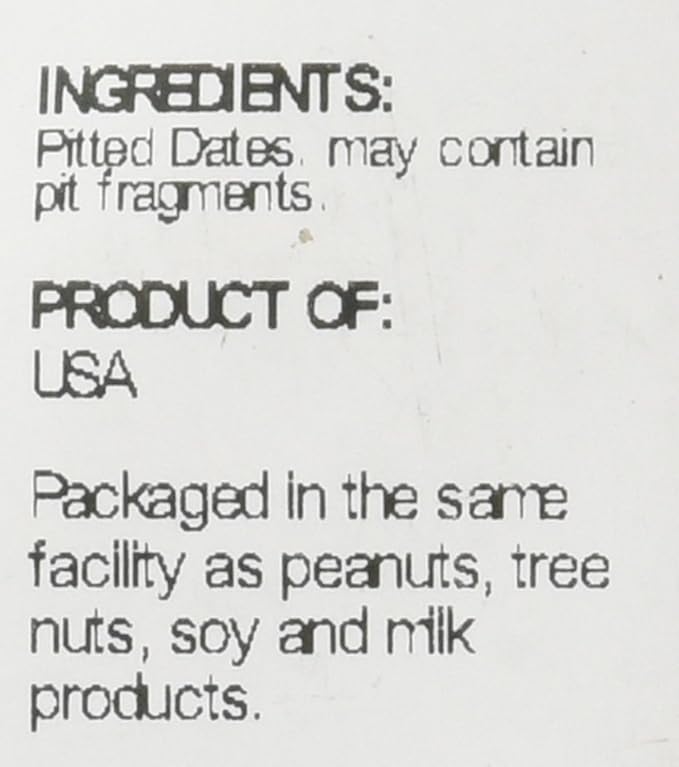 INGREDIENTS:
Pitted Dates. may contain
pit fragments.
PRODUCT OF:
USA
Packaged in the same
facility as peanuts, tree
nuts, soy and milk
products.